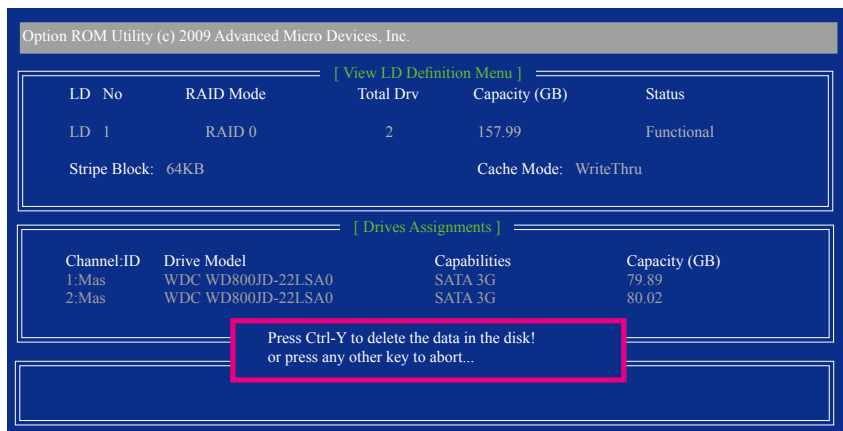 Option ROM Utility (c) 2009 Advanced Micro Devices, Inc.
[ View LD Definition Menu ]
LD No RAID Mode Total Drv Capacity (GB) Status
LD 1 RAID 0 2 157.99 Functional
Stripe Block: 64KB Cache Mode: WriteThru
[ Drives Assignments ]
Channel:ID Drive Model Capabilities Capacity (GB)
1:Mas WDC WD800JD-22LSA0 SATA 3G 79.89
2:Mas WDC WD800JD-22LSA0 SATA 3G 80.02
Press Ctrl-Y to delete the data in the disk!
or press any other key to abort...